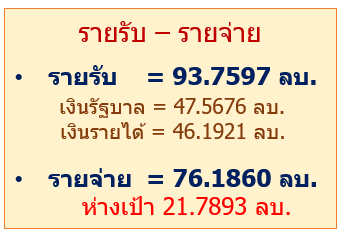 รายรับ – รายจ่าย
• รายรับ = 93.7597 ลบ.
เงินรัฐบาล = 47.5676 ลบ.
เงินรายได้ = 46.1921 ลบ.
• รายจ่าย = 76.1860 ลบ.
ห่างเป้า 21.7893 ลบ.